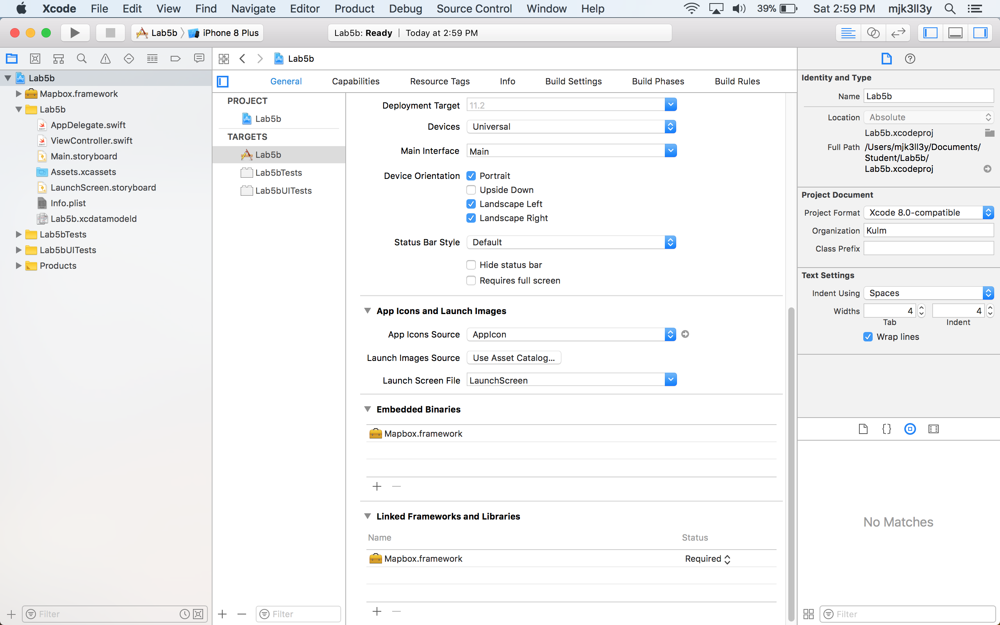 Xcode File Edit View Find Navigate Editor Product Debug Source Control Window Help 39% Sat 2:59 PM mjk3ll3y
Lab5b iPhone 8 Plus Lab5b: Ready | Today at 2:59 PM
Lab5b
Lab5b
Mapbox.framework
Lab5b
AppDelegate.swift
ViewController.swift
Main.storyboard
Assets.xcassets
LaunchScreen.storyboard
Info.plist
Lab5b.xcdatamodeld
Lab5bTests
Lab5bUITests
Products
Filter
General Capabilities Resource Tags Info Build Settings Build Phases Build Rules
PROJECT
Lab5b
TARGETS
Lab5b
Lab5bTests
Lab5bUITests
Filter
Deployment Target 11.2
Devices Universal
Main Interface Main
Device Orientation Portrait
Upside Down
Landscape Left
Landscape Right
Status Bar Style Default
Hide status bar
Requires full screen
App Icons and Launch Images
App Icons Source AppIcon
Launch Images Source Use Asset Catalog...
Launch Screen File LaunchScreen
Embedded Binaries
Mapbox.framework
Linked Frameworks and Libraries
Name Status
Mapbox.framework Required
Identity and Type
Name Lab5b
Location Absolute
Lab5b.xcodeproj
Full Path /Users/mjk3ll3y/Documents/
Student/Lab5b/
Lab5b.xcodeproj
Project Document
Project Format Xcode 8.0-compatible
Organization Kulm
Class Prefix
Text Settings
Indent Using Spaces
Widths 4 4
Tab Indent
Wrap lines
{}
No Matches
Filter